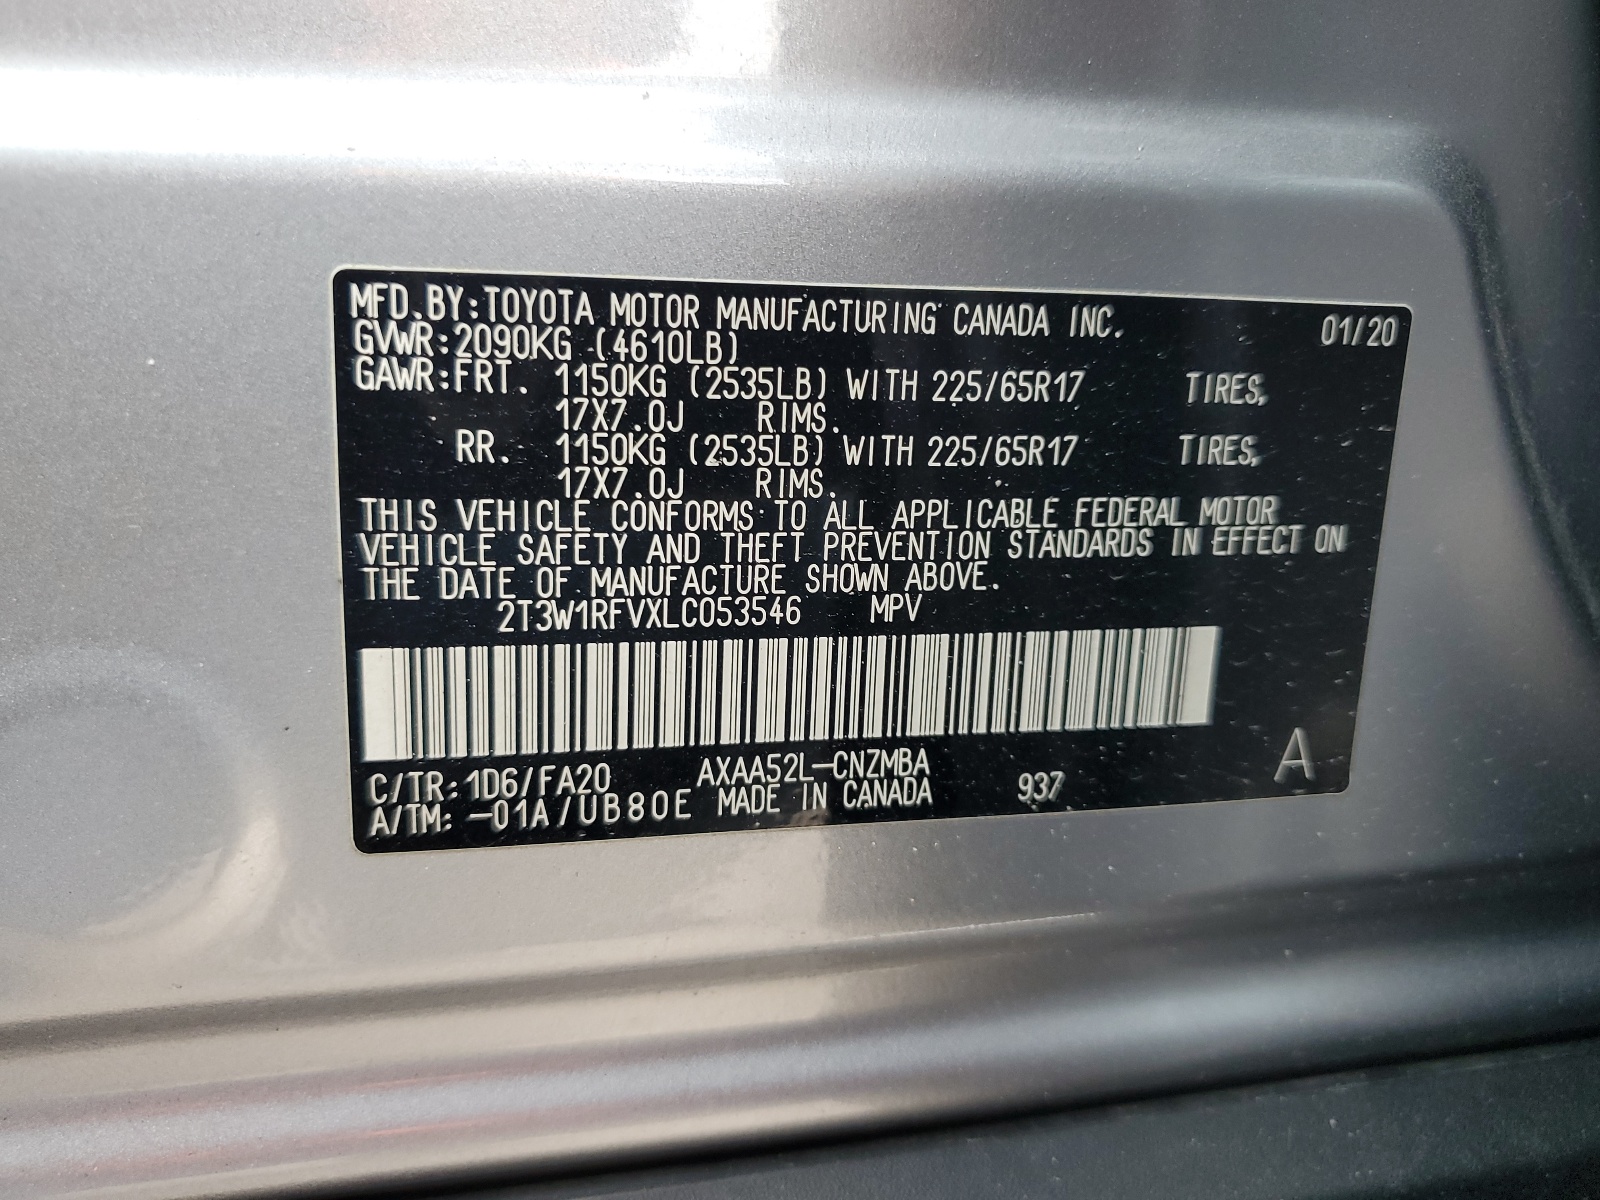 MFD.BY:TOYOTA MOTOR MANUFACTURING CANADA INC. 01/20
GVWR:2090KG (4610LB)
GAWR:FRT. 1150KG (2535LB) WITH 225/65R17 TIRES,
17X7.0J RIMS.
RR. 1150KG (2535LB) WITH 225/65R17 TIRES,
17X7.0J RIMS.
THIS VEHICLE CONFORMS TO ALL APPLICABLE FEDERAL MOTOR
VEHICLE SAFETY AND THEFT PREVENTION STANDARDS IN EFFECT ON
THE DATE OF MANUFACTURE SHOWN ABOVE.
2T3W1RFVXLC053546 MPV
C/TR:1D6/FA20 AXAA52L-CNZMBA A
A/TM: -01A/UB80E MADE IN CANADA 937